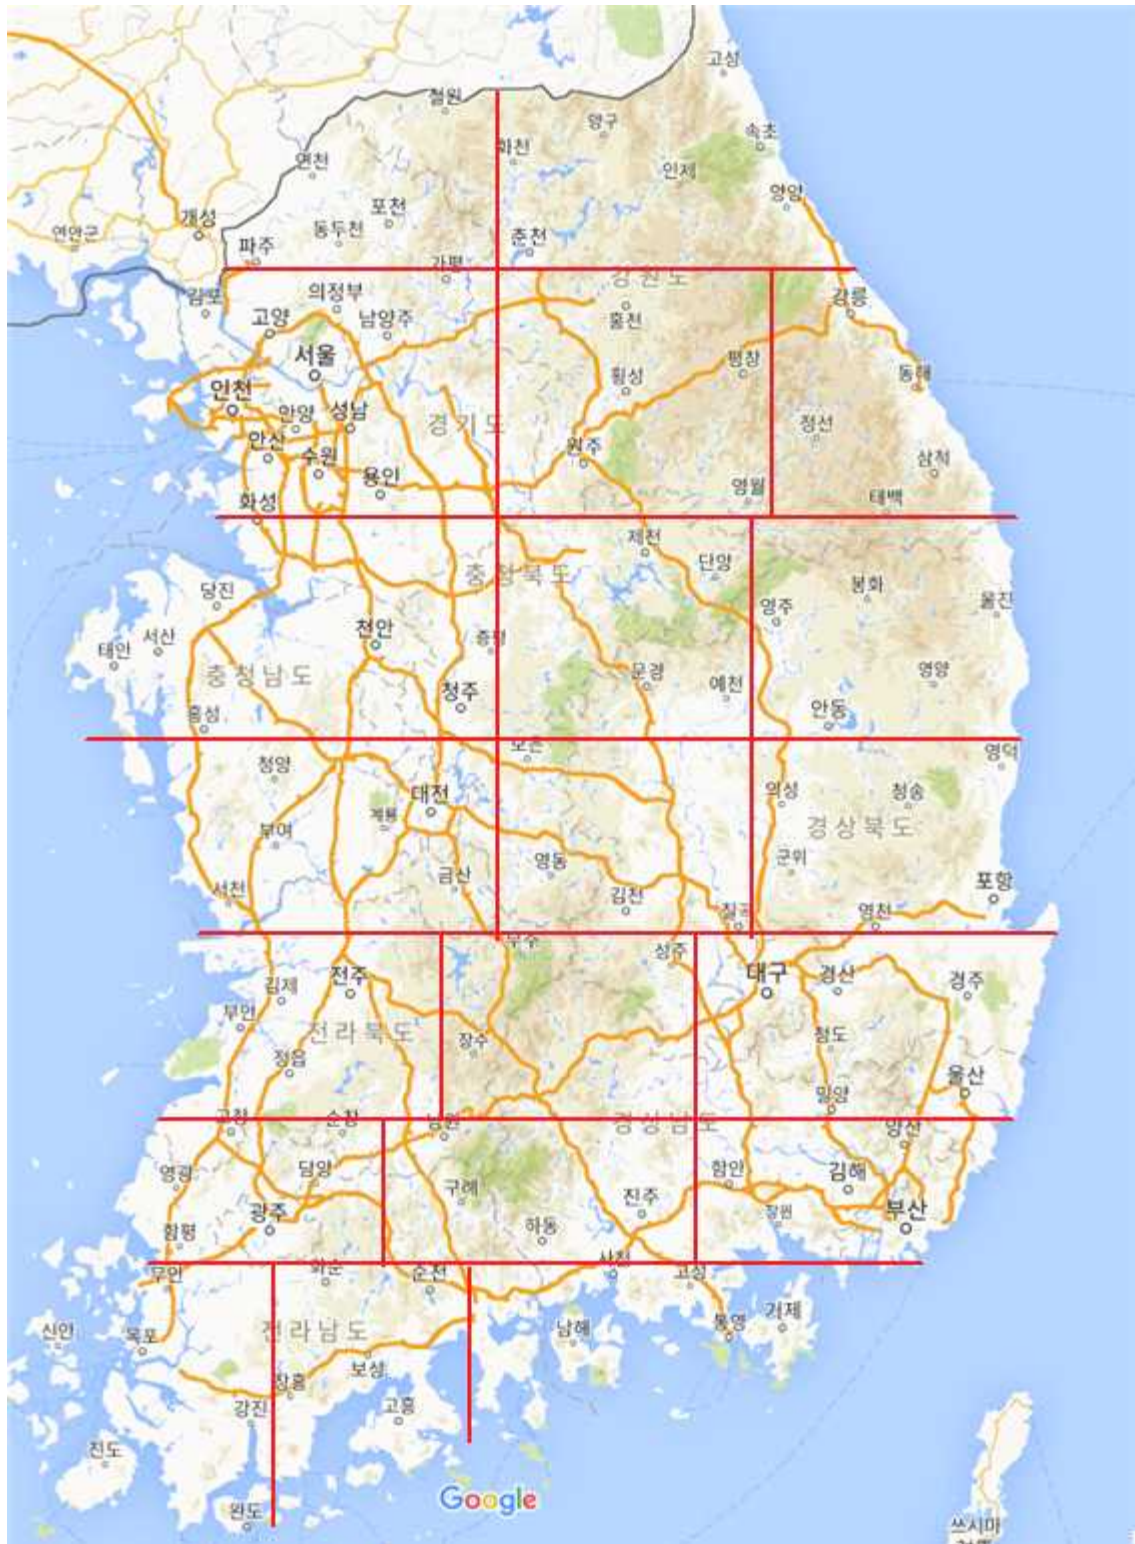 고성
철원
양구
속초
화천
연천
인제
양양
포천
개성
동두천
연안군
춘천
파주
가평
강원도
김포
의정부
강릉
고양
남양주
홍천
서울
평창
횡성
동해
인천
안양
성남
경기도
정선
안산
수원
원주
삼척
용인
영월
태백
화성
제천
단양
충청북도
봉화
당진
영주
울진
천안
서산
증평
태안
충청남도
문경
영양
예천
청주
홍성
안동
보은
영덕
청양
의성
청송
대전
계룡
경상북도
부여
군위
영동
금산
포항
서천
김천
칠곡
영천
무주
성주
전주
대구
경산
경주
김제
부안
전라북도
청도
장수
정읍
울산
밀양
고창
순창
남원
경상남도
양산
영광
담양
함안
김해
구례
진주
광주
창원
부산
함평
하동
사천
무안
화순
순천
고성
거제
신안
목포
전라남도
남해
통영
보성
장흥
강진
고흥
진도
Google
완도
쓰시마